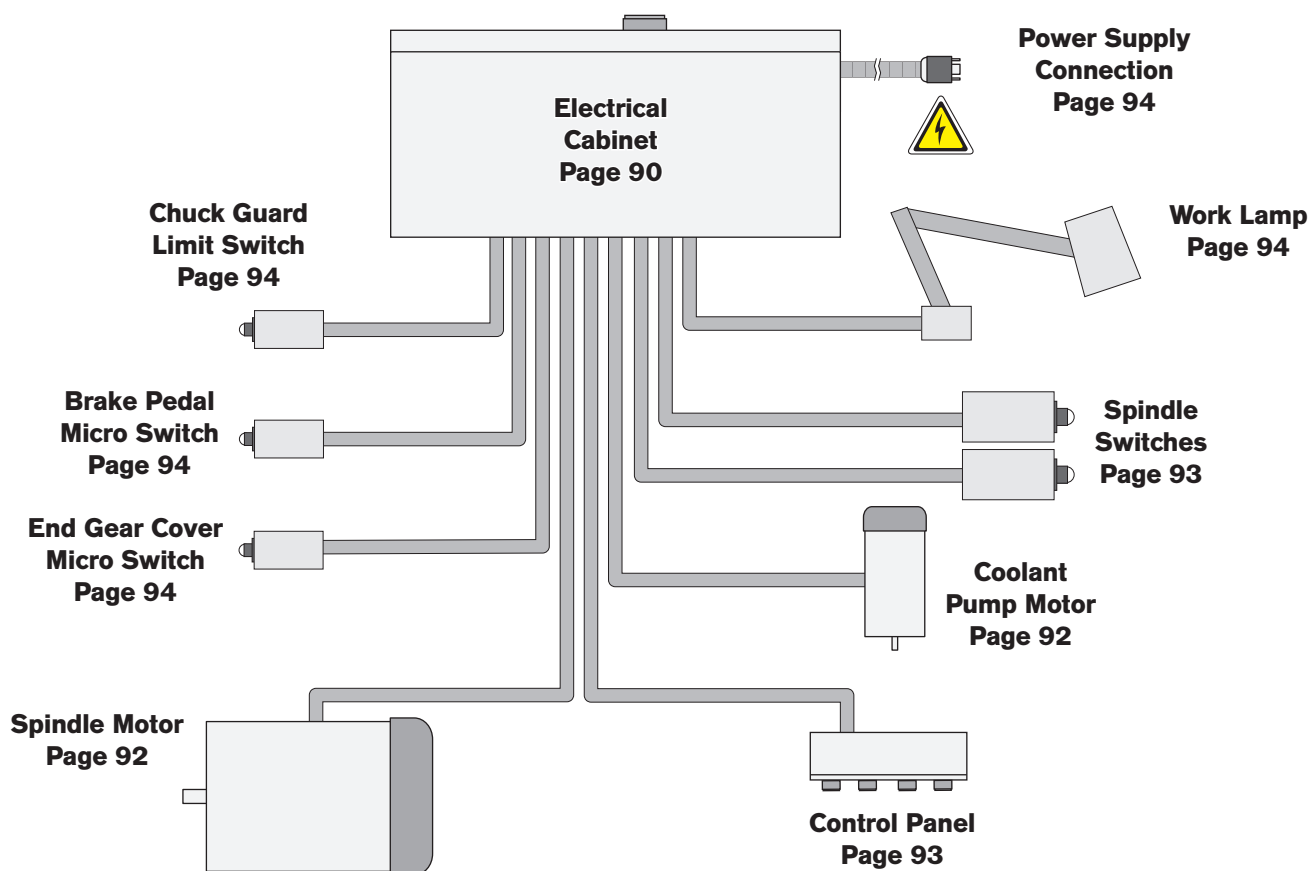 Power Supply
Connection
Page 94
Electrical
Cabinet
Page 90
Chuck Guard
Limit Switch
Page 94
Work Lamp
Page 94
Brake Pedal
Micro Switch
Page 94
Spindle
Switches
Page 93
End Gear Cover
Micro Switch
Page 94
Coolant
Pump Motor
Page 92
Spindle Motor
Page 92
Control Panel
Page 93